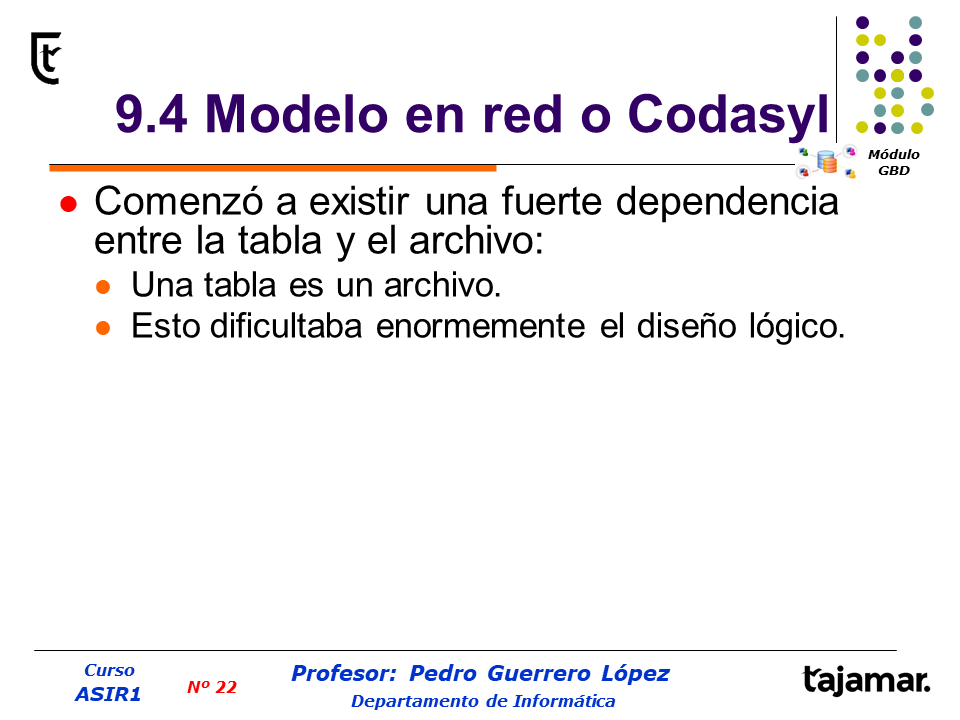 9.4 Modelo en red o Codasyl
Módulo
GBD
● Comenzó a existir una fuerte dependencia
entre la tabla y el archivo:
● Una tabla es un archivo.
● Esto dificultaba enormemente el diseño lógico.
Curso
ASIR1
Nº 22
Profesor: Pedro Guerrero López
Departamento de Informática
tajamar.